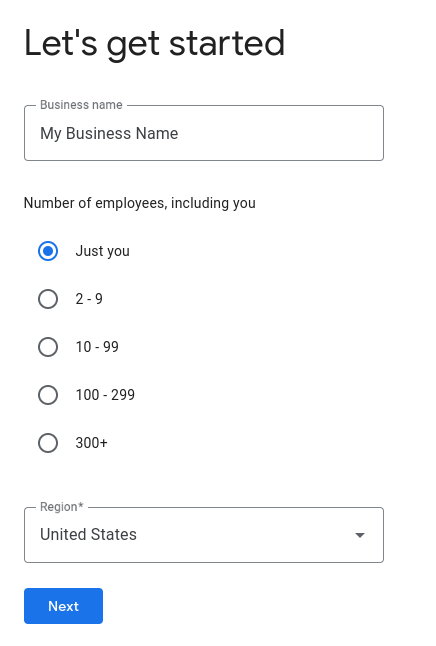 Let's get started
Business name
My Business Name
Number of employees, including you
Just you
2 - 9
10 - 99
100 - 299
300+
Region*
United States
Next